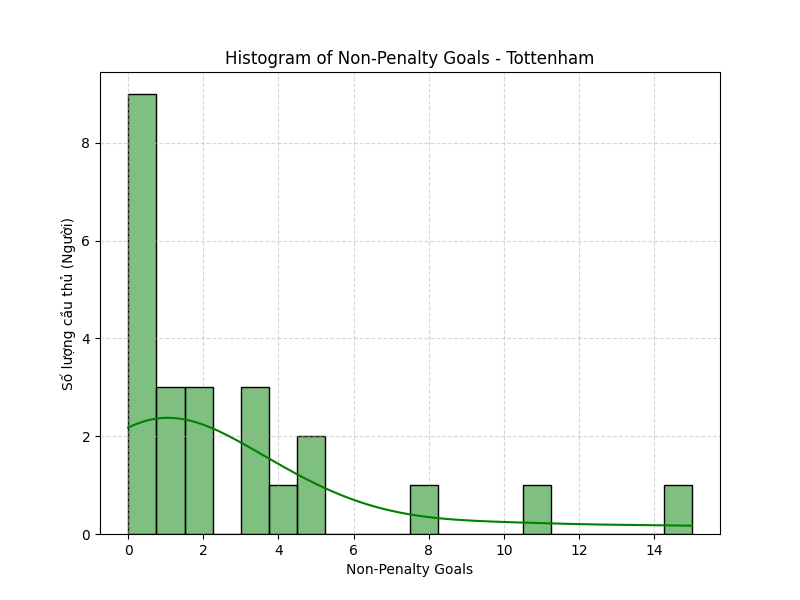 Histogram of Non-Penalty Goals - Tottenham
Số lượng cầu thủ (Người)
8
6
4
2
0
0 2 4 6 8 10 12 14
Non-Penalty Goals